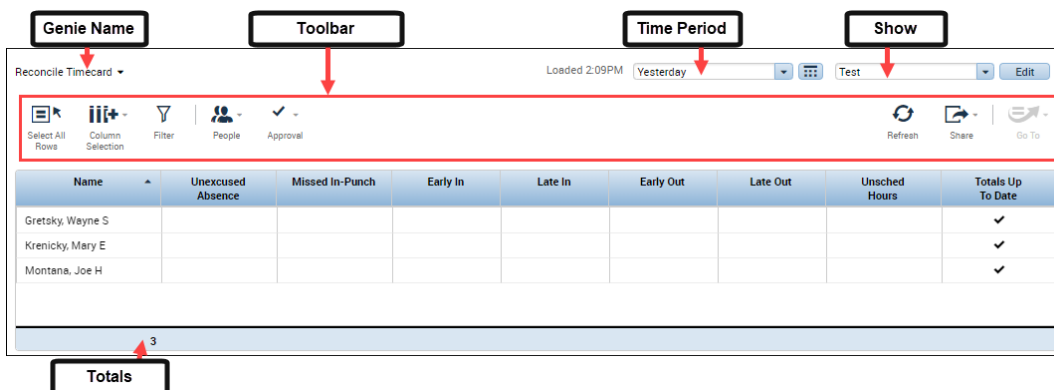 Genie Name
Toolbar
Time Period
Show
Reconcile Timecard
Loaded 2:09PM
Yesterday
Test
Edit
Select All
Rows
Column
Selection
Filter
People
Approval
Refresh
Share
Go To
Name
Unexcused
Absence
Missed In-Punch
Early In
Late In
Early Out
Late Out
Unsched
Hours
Totals Up
To Date
Gretsky, Wayne S
Krenicky, Mary E
Montana, Joe H
3
Totals